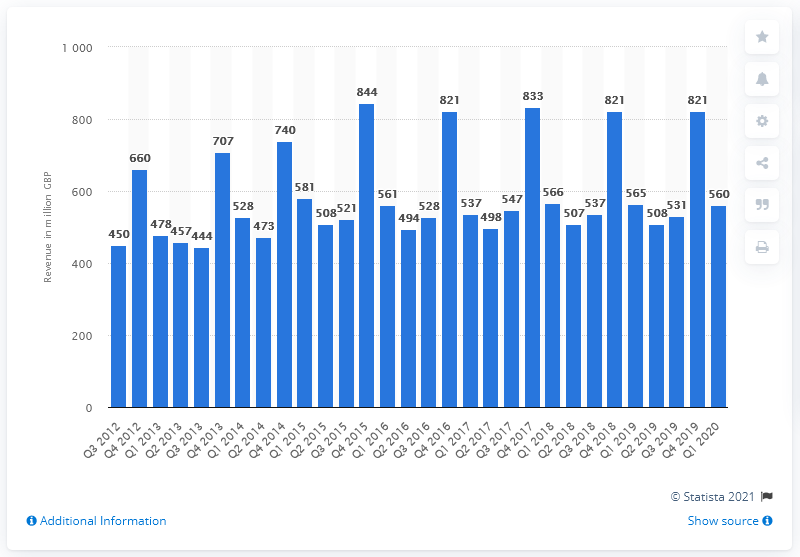 1 000
800
600
400
200
0
Revenue in million GBP
450
660
478
457
444
707
528
473
740
581
508
521
844
561
494
528
821
537
498
547
833
566
507
537
821
565
508
531
821
560
Q3 2012
Q4 2012
Q1 2013
Q2 2013
Q3 2013
Q4 2013
Q1 2014
Q2 2014
Q4 2014
Q1 2015
Q2 2015
Q3 2015
Q4 2015
Q1 2016
Q2 2016
Q3 2016
Q4 2016
Q1 2017
Q2 2017
Q3 2017
Q4 2017
Q1 2018
Q2 2018
Q3 2018
Q4 2018
Q1 2019
Q2 2019
Q3 2019
Q4 2019
Q1 2020
© Statista 2021
Additional Information
Show source